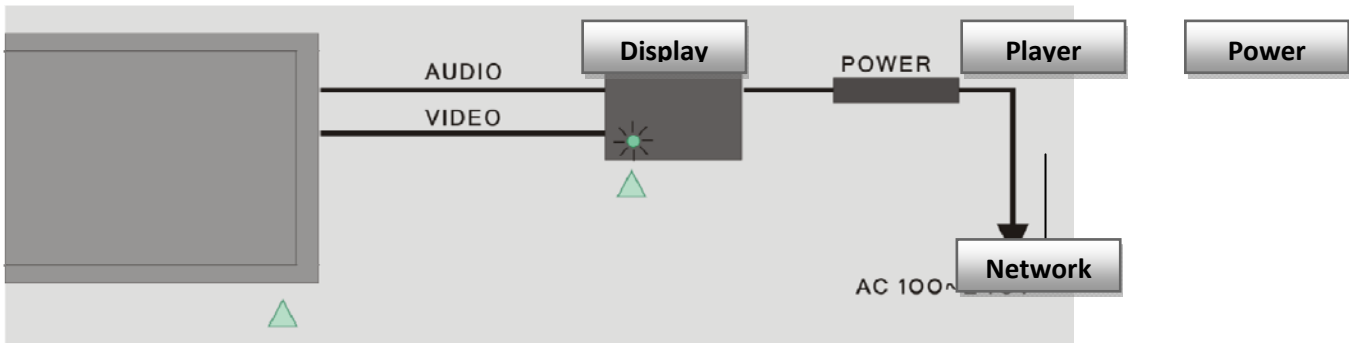 Display
Player
Power
AUDIO
POWER
VIDEO
Network
AC 100~